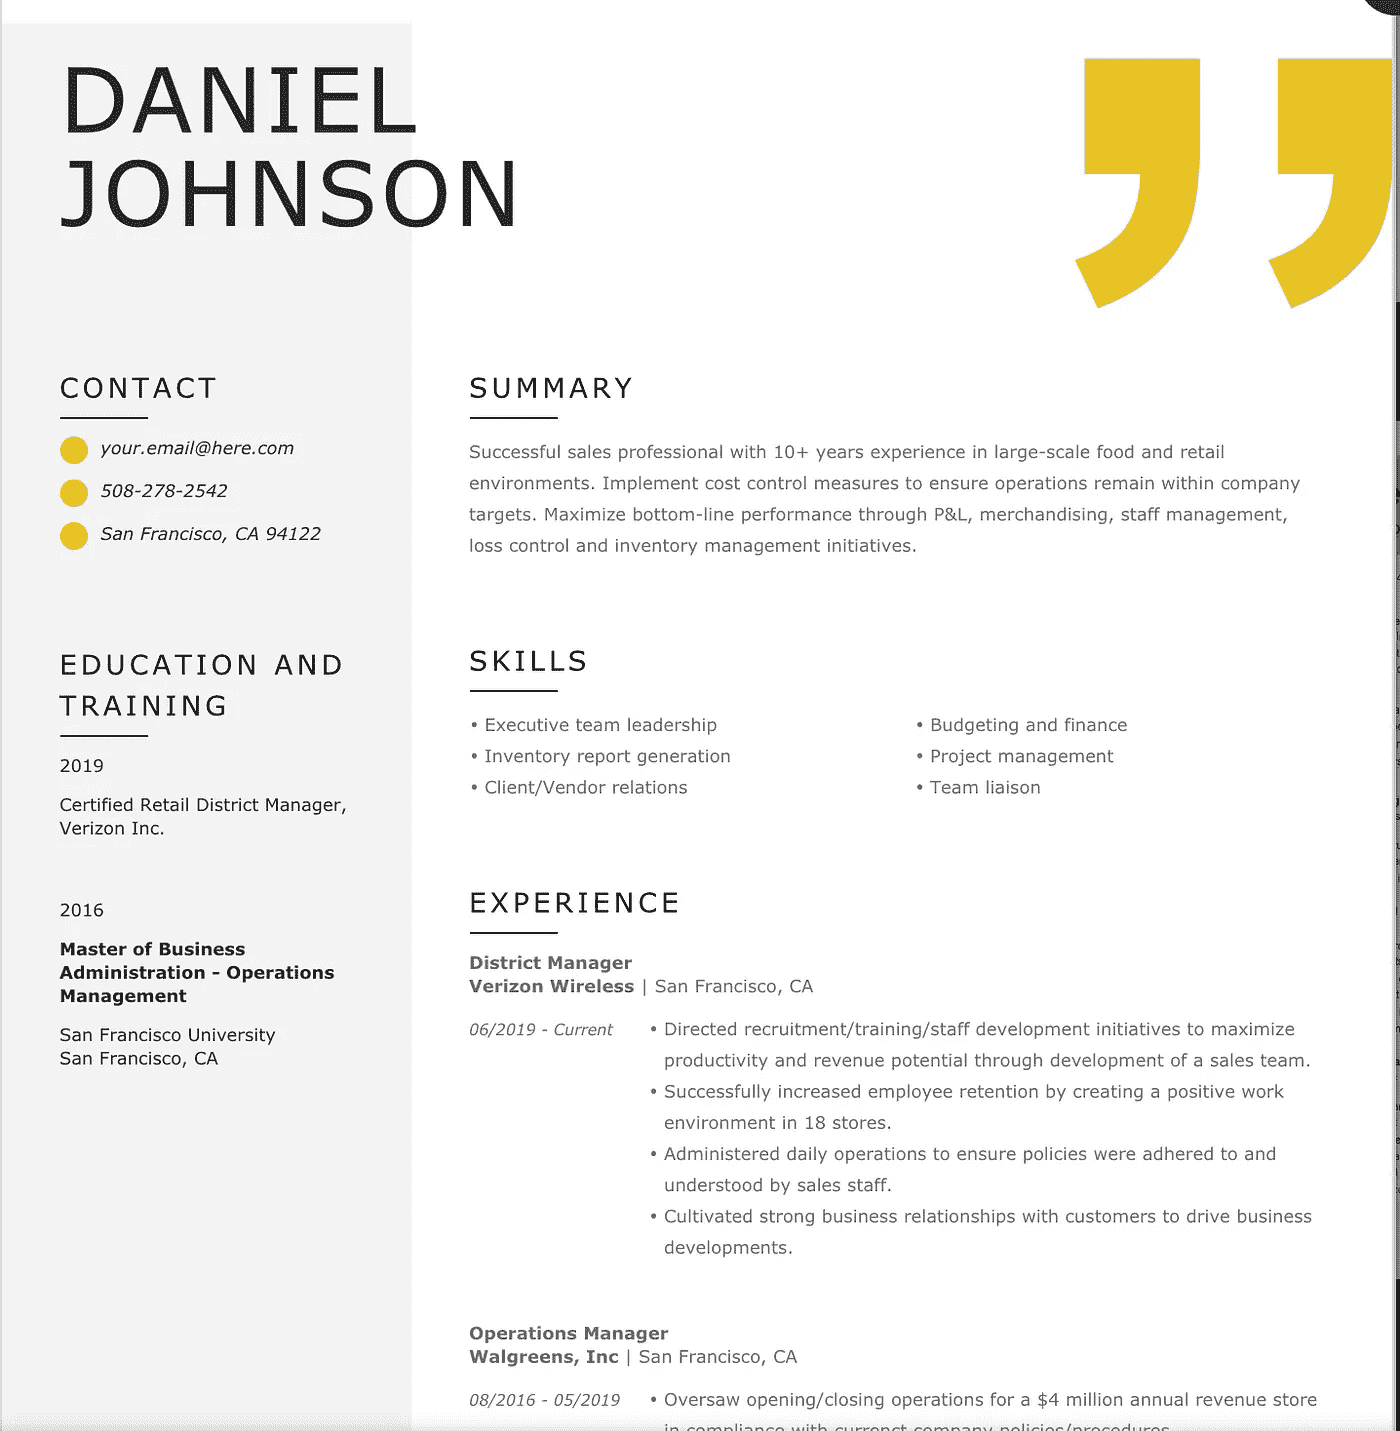 DANIEL
JOHNSON
CONTACT
your.email@here.com
508-278-2542
San Francisco, CA 94122
EDUCATION AND
TRAINING
2019
Certified Retail District Manager,
Verizon Inc.
2016
Master of Business
Administration - Operations
Management
San Francisco University
San Francisco, CA
SUMMARY
Successful sales professional with 10+ years experience in large-scale food and retail
environments. Implement cost control measures to ensure operations remain within company
targets. Maximize bottom-line performance through P&L, merchandising, staff management,
loss control and inventory management initiatives.
SKILLS
• Executive team leadership
• Inventory report generation
• Client/Vendor relations
• Budgeting and finance
• Project management
• Team liaison
EXPERIENCE
District Manager
Verizon Wireless | San Francisco, CA
06/2019 - Current
• Directed recruitment/training/staff development initiatives to maximize
productivity and revenue potential through development of a sales team.
• Successfully increased employee retention by creating a positive work
environment in 18 stores.
• Administered daily operations to ensure policies were adhered to and
understood by sales staff.
• Cultivated strong business relationships with customers to drive business
developments.
Operations Manager
Walgreens, Inc | San Francisco, CA
08/2016 - 05/2019
• Oversaw opening/closing operations for a $4 million annual revenue store
in compliance with currenct company policies/procedures